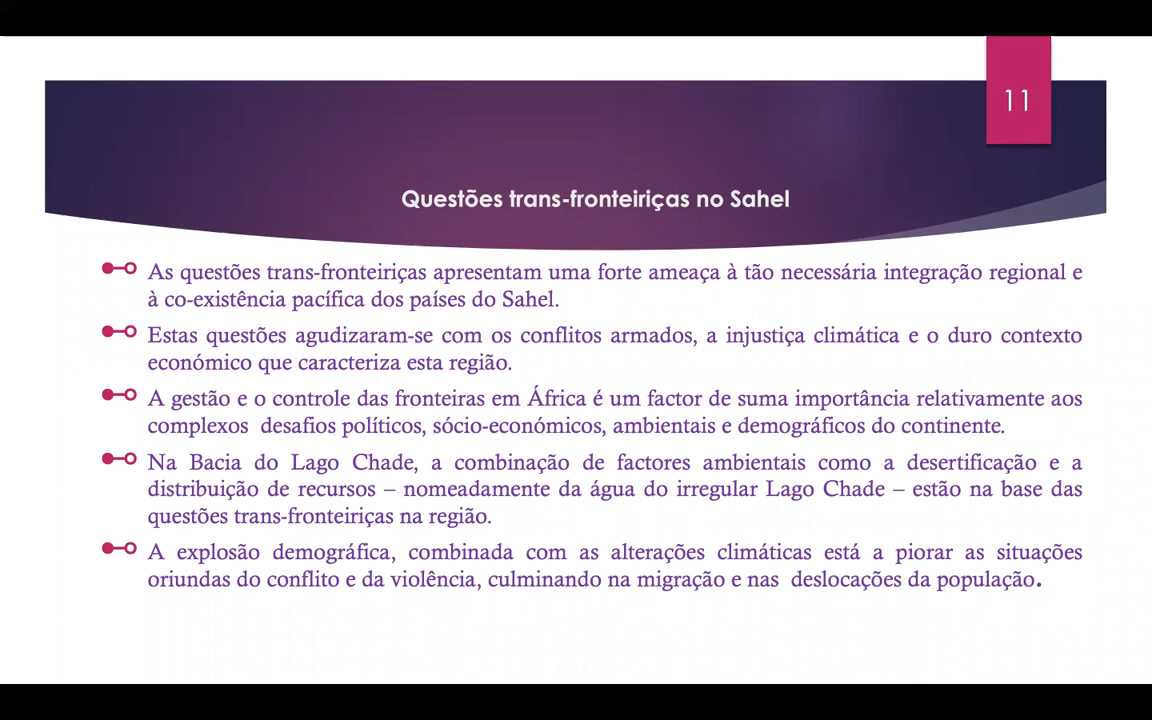 11
Questões trans-fronteiriças no Sahel
As questões trans-fronteiriças apresentam uma forte ameaça à tão necessária integração regional e
à co-existência pacífica dos países do Sahel.
Estas questões agudizaram-se com os conflitos armados, a injustiça climática e o duro contexto
económico que caracteriza esta região.
A gestão e o controle das fronteiras em África é um factor de suma importância relativamente aos
complexos  desafios políticos, sócio-económicos, ambientais e demográficos do continente.
Na Bacia do Lago Chade, a combinação de factores ambientais como a desertificação e a
distribuição de recursos – nomeadamente da água do irregular Lago Chade – estão na base das
questões trans-fronteiriças na região.
A explosão demográfica, combinada com as alterações climáticas está a piorar as situações
oriundas do conflito e da violência, culminando na migração e nas  deslocações da população.